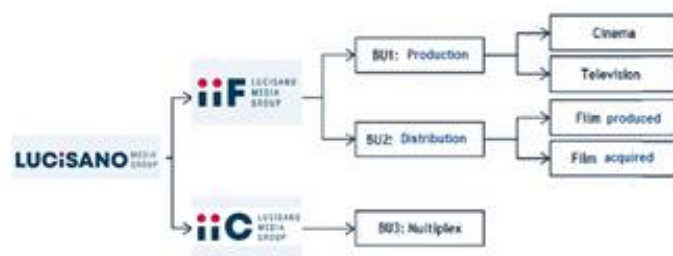 LUCiSANO MEDIA
GROUP
iiF LUCISANO
MEDIA
GROUP
BU1: Production
Cinema
Television
BU2: Distribution
Film produced
Film acquired
iiC LUCISANO
MEDIA
GROUP
BU3: Multiplex